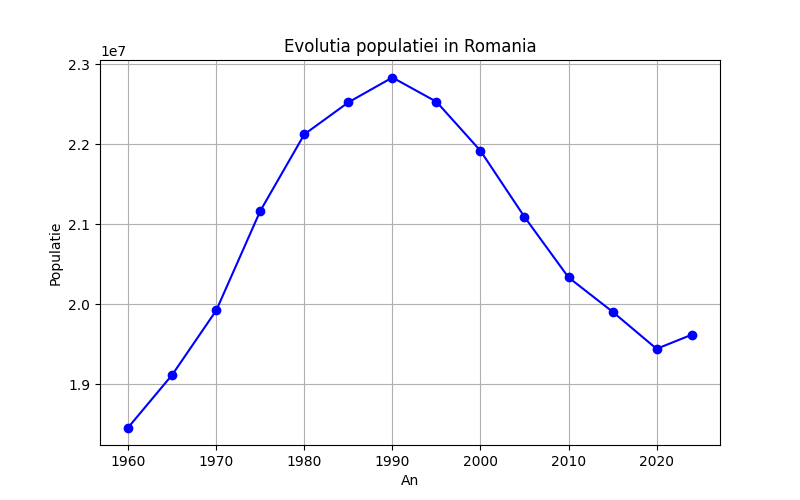 Evolutia populatiei in Romania
1e7
2.3
2.2
2.1
2.0
1.9
Populatie
1960 1970 1980 1990 2000 2010 2020
An